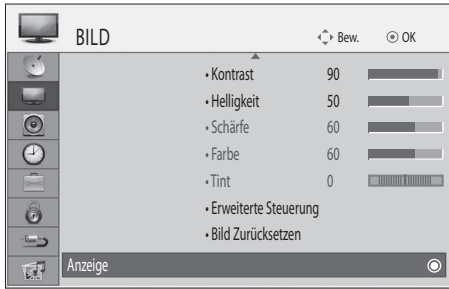 BILD Bew. OK
• Kontrast 90
• Helligkeit 50
• Schärfe 60
• Farbe 60
• Tint 0
• Erweiterte Steuerung
• Bild Zurücksetzen
Anzeige